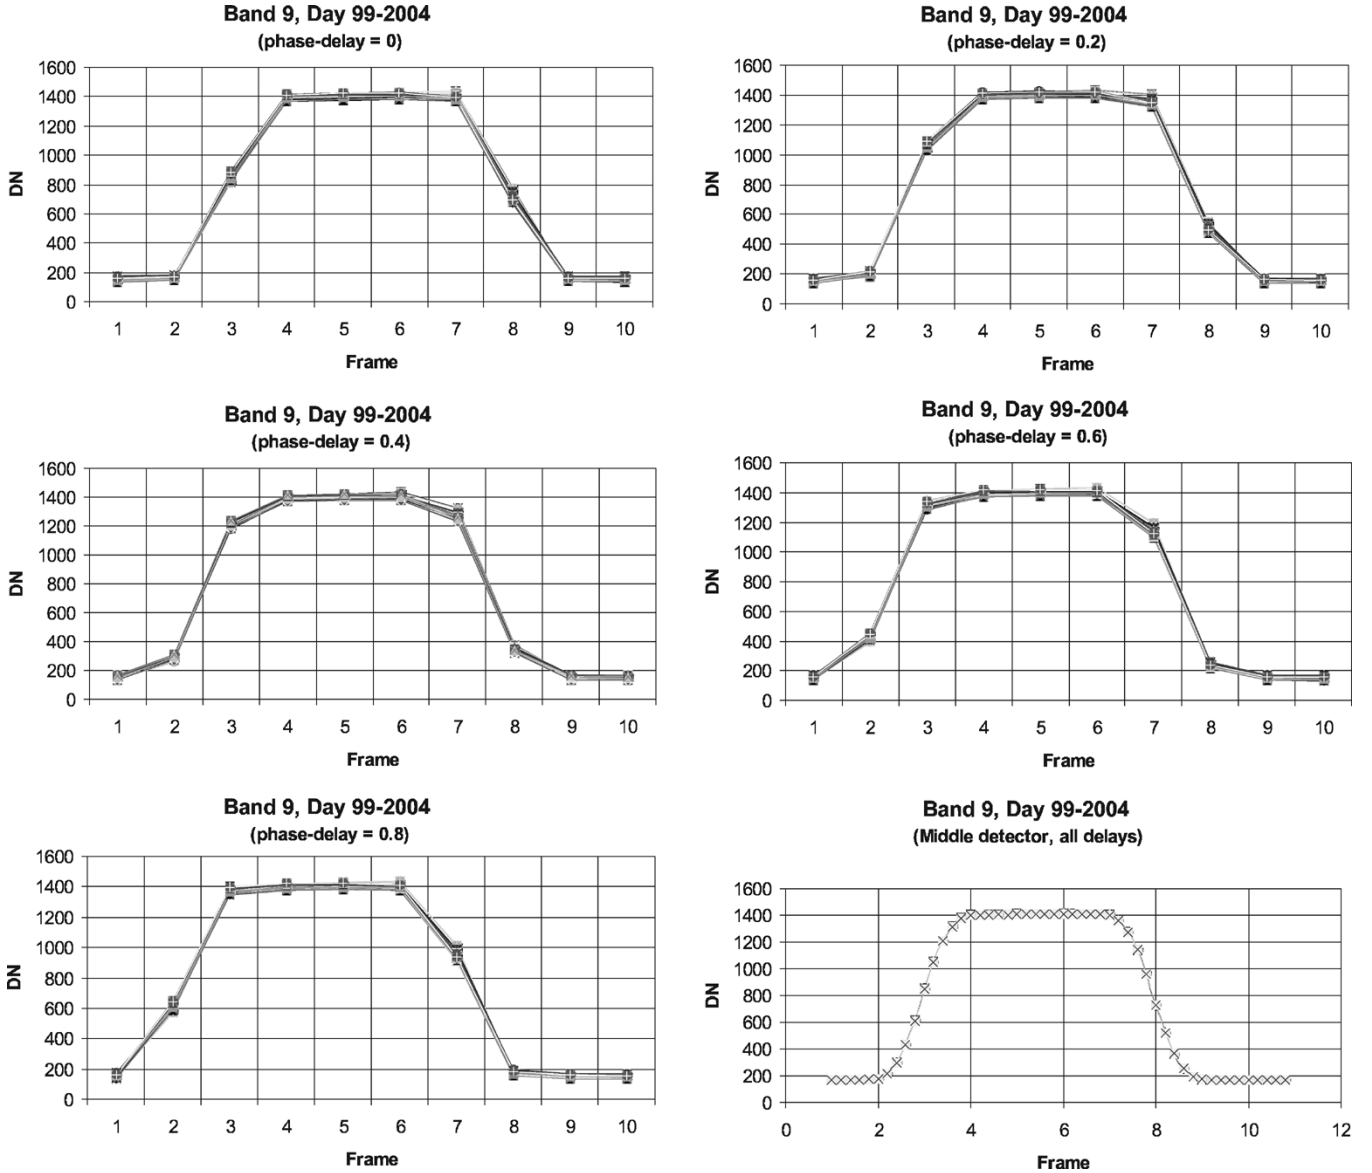 Band 9, Day 99-2004
(phase-delay = 0)
1600
1400
1200
1000
800
600
400
200
0
DN
1 2 3 4 5 6 7 8 9 10
Frame
Band 9, Day 99-2004
(phase-delay = 0.2)
1600
1400
1200
1000
800
600
400
200
0
DN
1 2 3 4 5 6 7 8 9 10
Frame
Band 9, Day 99-2004
(phase-delay = 0.4)
1600
1400
1200
1000
800
600
400
200
0
DN
1 2 3 4 5 6 7 8 9 10
Frame
Band 9, Day 99-2004
(phase-delay = 0.6)
1600
1400
1200
1000
800
600
400
200
0
DN
1 2 3 4 5 6 7 8 9 10
Frame
Band 9, Day 99-2004
(phase-delay = 0.8)
1600
1400
1200
1000
800
600
400
200
0
DN
1 2 3 4 5 6 7 8 9 10
Frame
Band 9, Day 99-2004
(Middle detector, all delays)
1600
1400
1200
1000
800
600
400
200
0
DN
0 2 4 6 8 10 12
Frame